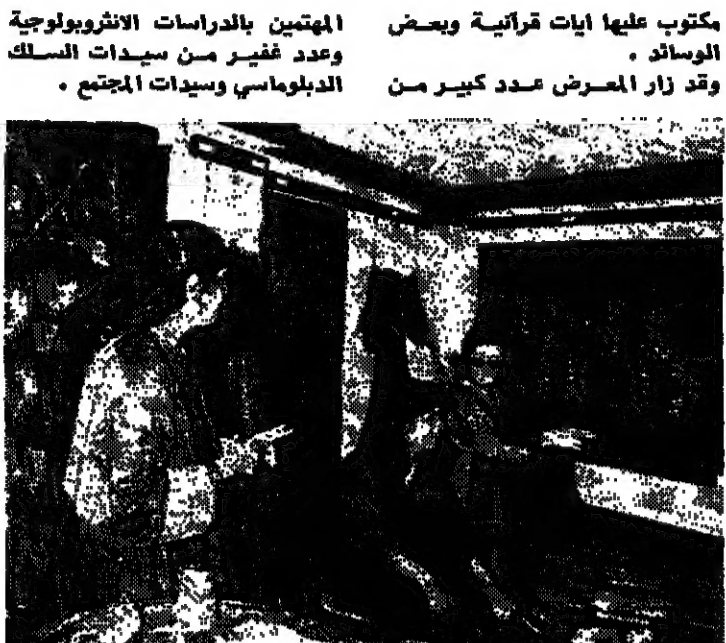 مكتوب عليها ايات قرآنية وبعض
الوسائد .
وقد زار المعرض عدد كبير من
المهتمين بالدراسات الانثروبولوجية
وعدد غفير من سيدات السلك
الدبلوماسي وسيدات المجتمع .